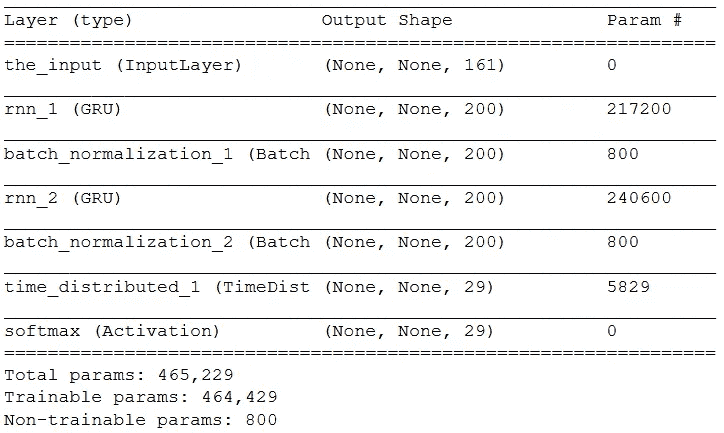 Layer (type) Output Shape Param #
=================================================================
the_input (InputLayer) (None, None, 161) 0
rnn_1 (GRU) (None, None, 200) 217200
batch_normalization_1 (Batch (None, None, 200) 800
rnn_2 (GRU) (None, None, 200) 240600
batch_normalization_2 (Batch (None, None, 200) 800
time_distributed_1 (TimeDist (None, None, 29) 5829
softmax (Activation) (None, None, 29) 0
=================================================================
Total params: 465,229
Trainable params: 464,429
Non-trainable params: 800